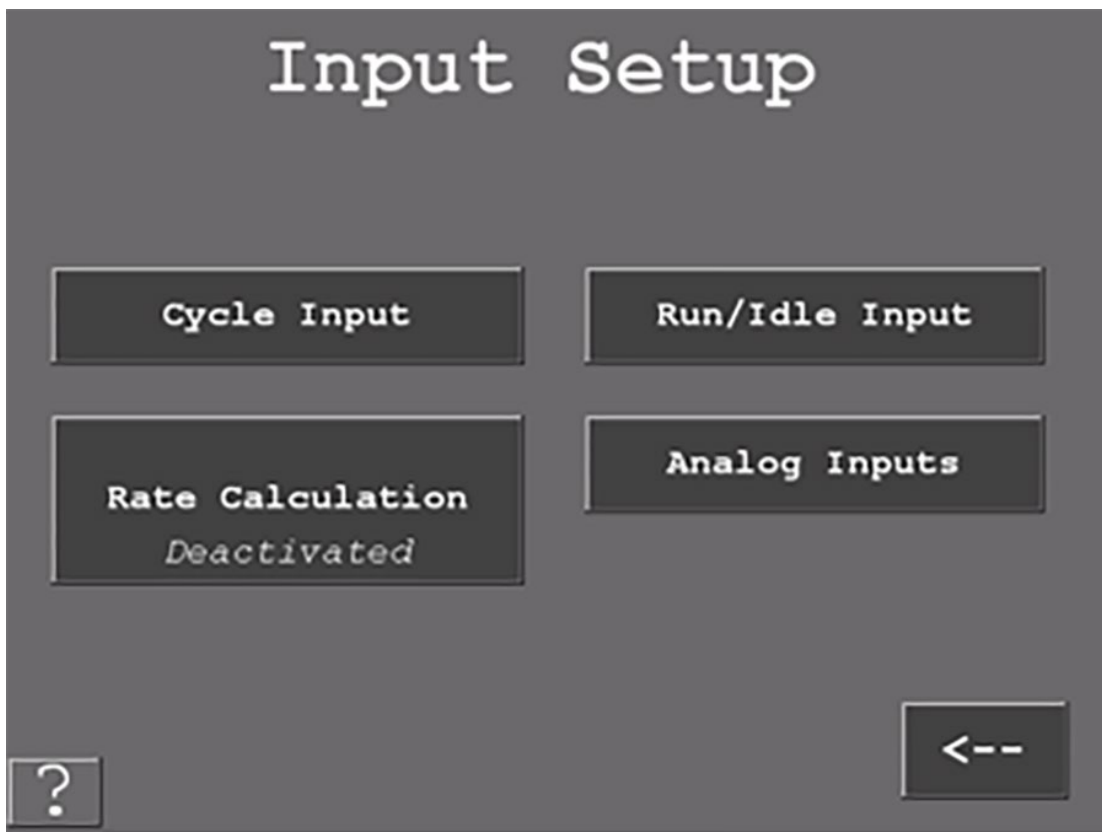 Input Setup
Cycle Input
Run/Idle Input
Rate Calculation
Deactivated
Analog Inputs
<--
?